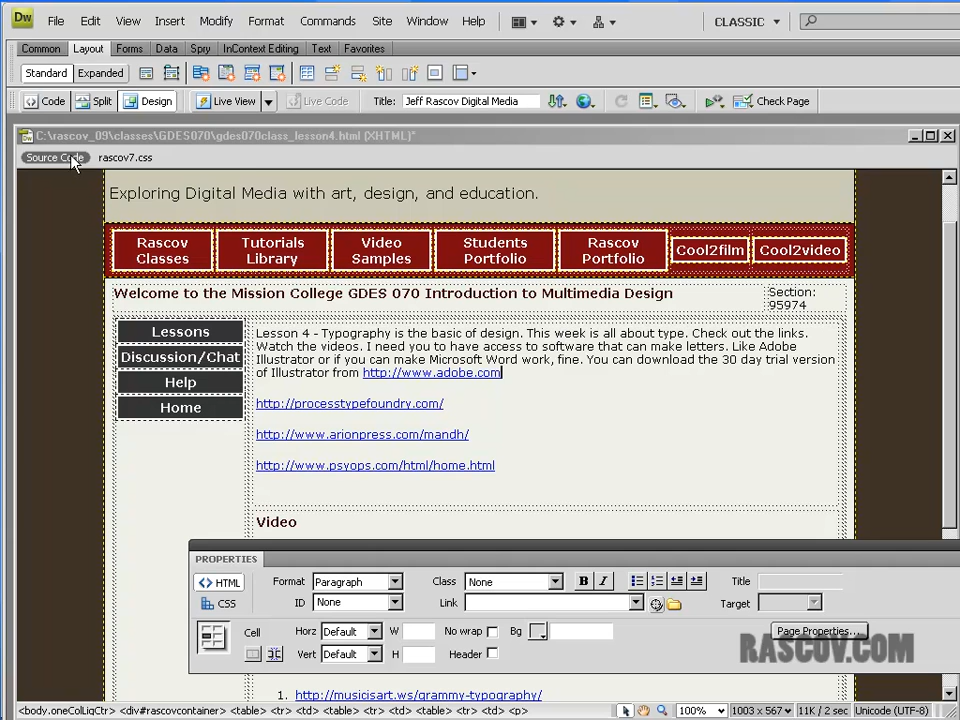 Dw File Edit View Insert Modify Format Commands Site Window Help CLASSIC
Common Layout Forms Data Spry InContext Editing Text Favorites
Standard Expanded
Code Split Design Live View Live Code Title: Jeff Rascov Digital Media Check Page
C:\rascov_09\classes\GDES070\gdes070class_lesson4.html (XHTML)*
Source Code rascov7.css
Exploring Digital Media with art, design, and education.
Rascov Classes
Tutorials Library
Video Samples
Students Portfolio
Rascov Portfolio
Cool2film
Cool2video
Welcome to the Mission College GDES 070 Introduction to Multimedia Design
Section: 95974
Lessons
Discussion/Chat
Help
Home
Lesson 4 - Typography is the basic of design. This week is all about type. Check out the links.
Watch the videos. I need you to have access to software that can make letters. Like Adobe
Illustrator or if you can make Microsoft Word work, fine. You can download the 30 day trial version
of Illustrator from http://www.adobe.com
http://processtypefoundry.com/
http://www.arionpress.com/mandh/
http://www.psyops.com/html/home.html
Video
PROPERTIES
<> HTML Format Paragraph Class None B I Title
CSS ID None Link Target
Cell Horz Default W No wrap Bg Page Properties...
Vert Default H Header
RASCOV.COM
1. http://musicisart.ws/grammy-typography/
<body.oneColLiqCtr> <div#rascovcontainer> <table> <tr> <td> <table> <tr> <td> <table> <tr> <td> <p> 100% 1003 x 567 11K / 2 sec Unicode (UTF-8)